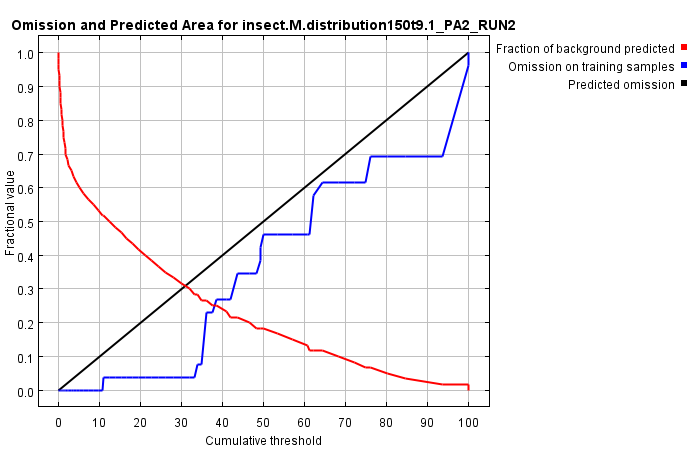 Omission and Predicted Area for insect.M.distribution150t9.1_PA2_RUN2
Fraction of background predicted
Omission on training samples
Predicted omission
Fractional value
1.0
0.9
0.8
0.7
0.6
0.5
0.4
0.3
0.2
0.1
0.0
0 10 20 30 40 50 60 70 80 90 100
Cumulative threshold